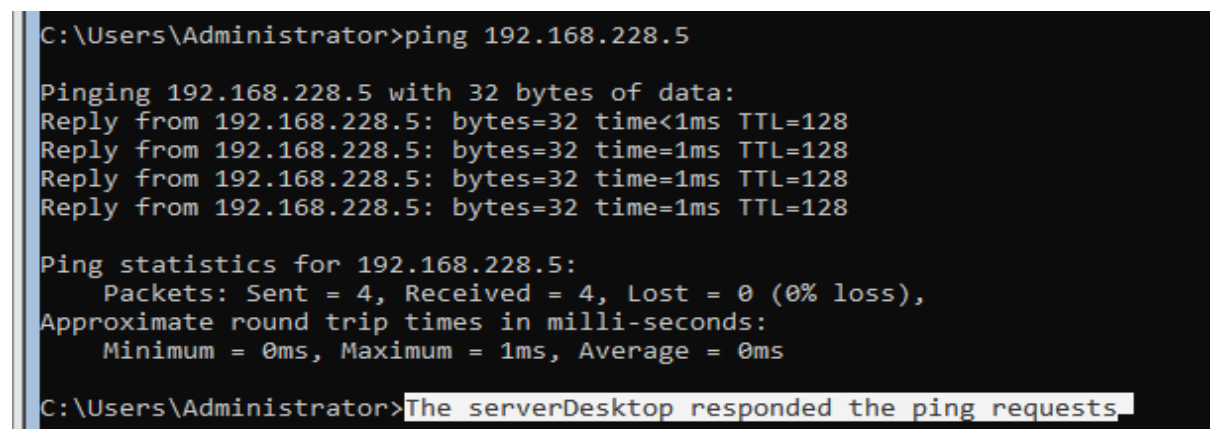 C:\Users\Administrator>ping 192.168.228.5
Pinging 192.168.228.5 with 32 bytes of data:
Reply from 192.168.228.5: bytes=32 time<1ms TTL=128
Reply from 192.168.228.5: bytes=32 time=1ms TTL=128
Reply from 192.168.228.5: bytes=32 time=1ms TTL=128
Reply from 192.168.228.5: bytes=32 time=1ms TTL=128
Ping statistics for 192.168.228.5:
    Packets: Sent = 4, Received = 4, Lost = 0 (0% loss),
Approximate round trip times in milli-seconds:
    Minimum = 0ms, Maximum = 1ms, Average = 0ms
C:\Users\Administrator>The serverDesktop responded the ping requests